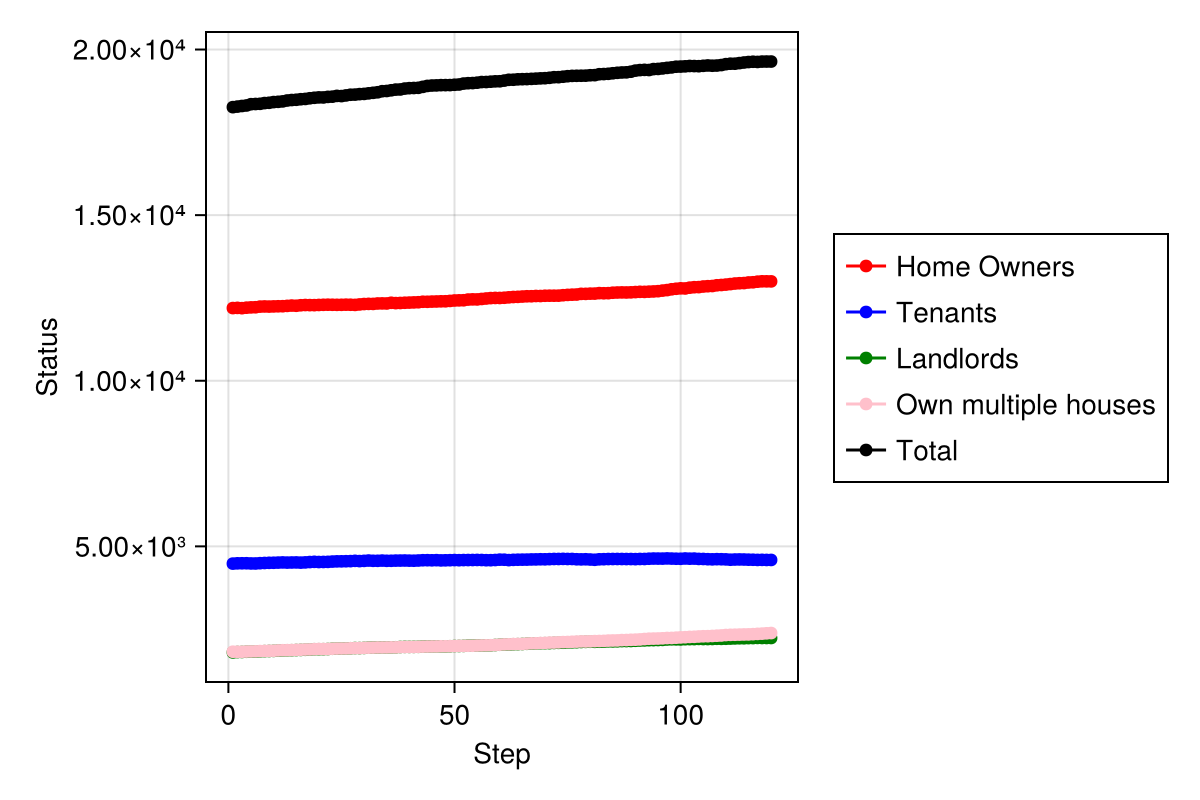 2.00×10⁴
1.50×10⁴
1.00×10⁴
5.00×10³
Status
0
50
100
Step
Home Owners
Tenants
Landlords
Own multiple houses
Total